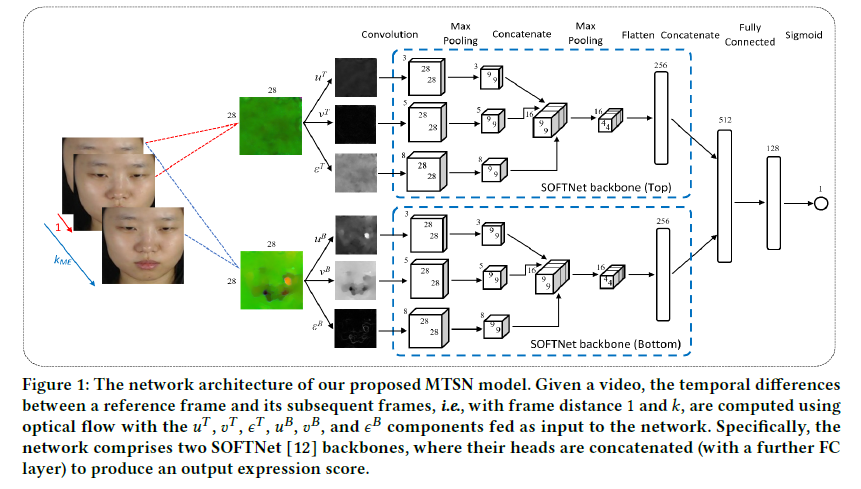 Convolution
Max
Pooling
Concatenate
Max
Pooling
Flatten
Concatenate
Fully
Connected
Sigmoid
28
28
u^T
v^T
ε^T
3
28
28
3
9
9
5
28
28
5
9
9
16
9
9
16
4
4
8
28
28
8
9
9
256
SOFTNet backbone (Top)
512
128
1
1
k_ME
28
28
u^B
v^B
ε^B
3
28
28
3
9
9
5
28
28
5
9
9
16
9
9
16
4
4
8
28
28
8
9
9
256
SOFTNet backbone (Bottom)
Figure 1: The network architecture of our proposed MTSN model. Given a video, the temporal differences
between a reference frame and its subsequent frames, i.e., with frame distance 1 and k, are computed using
optical flow with the u^T, v^T, ϵ^T, u^B, v^B, and ϵ^B components fed as input to the network. Specifically, the
network comprises two SOFTNet [12] backbones, where their heads are concatenated (with a further FC
layer) to produce an output expression score.